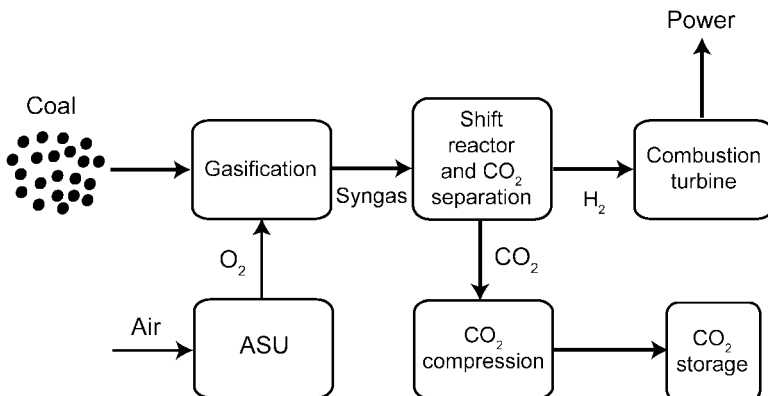 Power
Coal
Gasification
Syngas
Shift
reactor
and CO₂
separation
H₂
Combustion
turbine
O₂
CO₂
Air
ASU
CO₂
compression
CO₂
storage